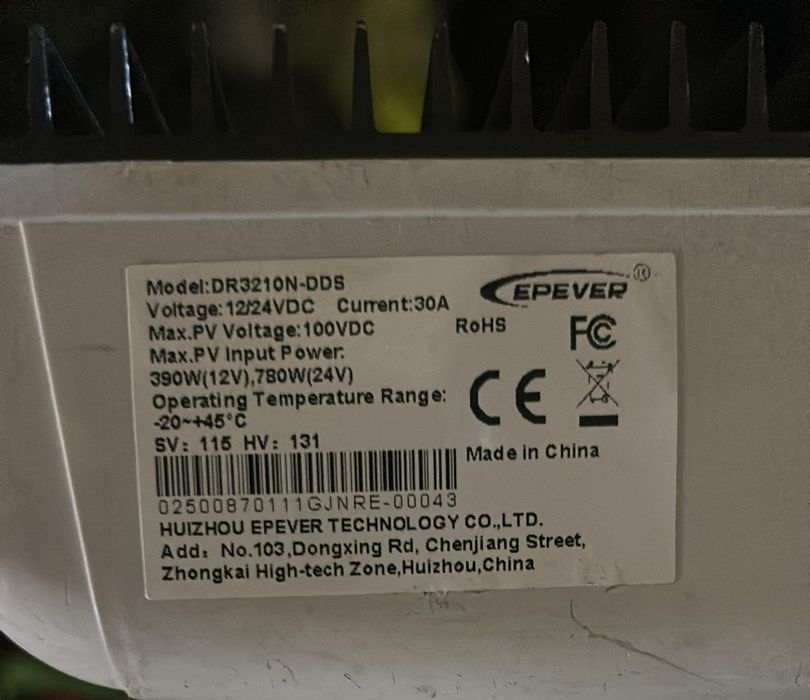 Model:DR3210N-DDS
EPEVER®
Voltage:12/24VDC Current:30A
Max.PV Voltage:100VDC
RoHS
FC
Max.PV Input Power:
390W(12V),780W(24V)
CE
Operating Temperature Range:
-20~+45°C
SV: 115 HV: 131
Made in China
02500870111GJNRE-00043
HUIZHOU EPEVER TECHNOLOGY CO.,LTD.
Add: No.103,Dongxing Rd, Chenjiang Street,
Zhongkai High-tech Zone,Huizhou,China